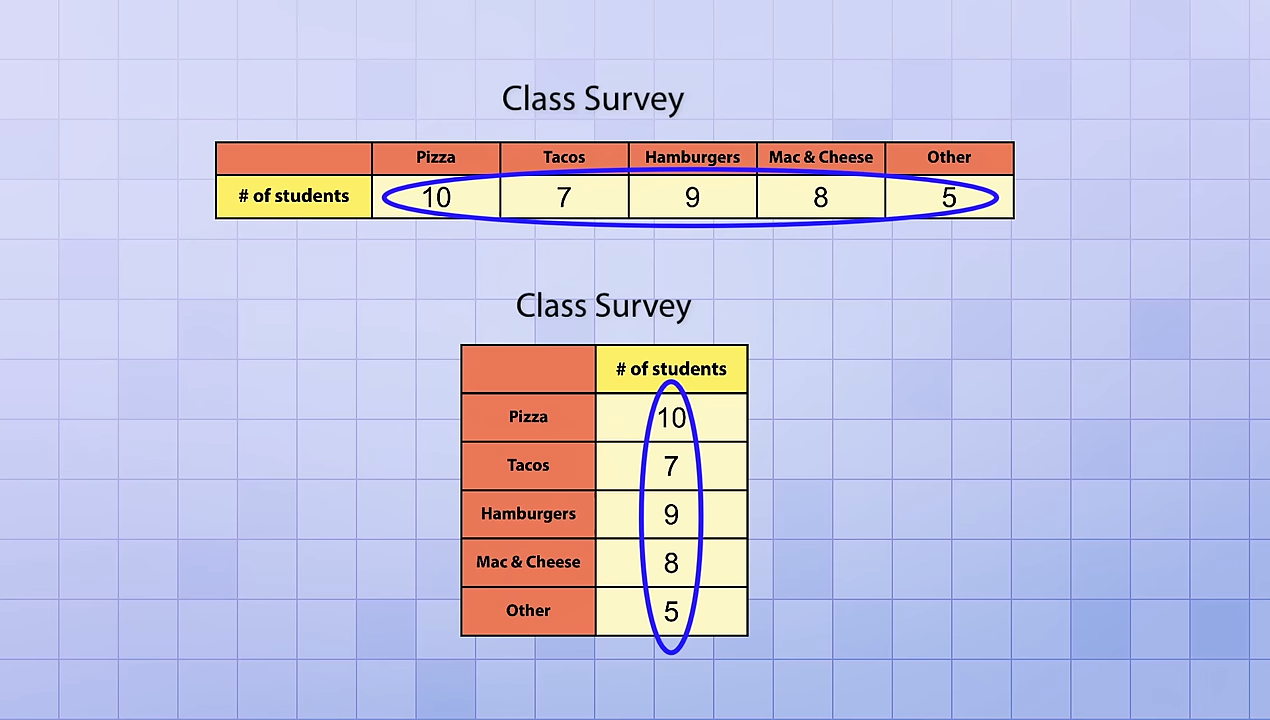 Class Survey
Pizza Tacos Hamburgers Mac & Cheese Other
# of students 10 7 9 8 5
Class Survey
# of students
Pizza 10
Tacos 7
Hamburgers 9
Mac & Cheese 8
Other 5